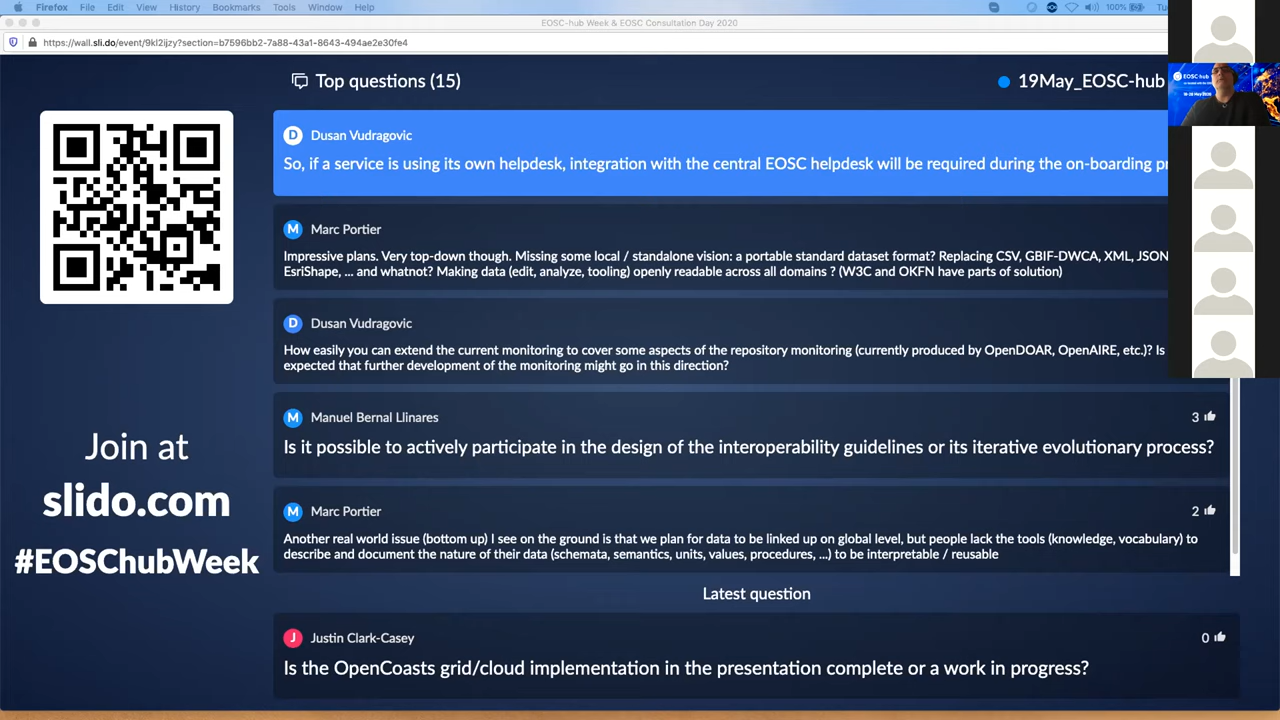 Firefox File Edit View History Bookmarks Tools Window Help 100%
EOSC-hub Week & EOSC Consultation Day 2020
https://wall.sli.do/event/9kl2ijzy?section=b7596bb2-7a88-43a1-8643-494ae2e30fe4
Top questions (15)
19May_EOSC-hub
D Dusan Vudragovic
So, if a service is using its own helpdesk, integration with the central EOSC helpdesk will be required during the on-boarding
M Marc Portier
Impressive plans. Very top-down though. Missing some local / standalone vision: a portable standard dataset format? Replacing CSV, GBIF-DWCA, XML, JSON
EsriShape, ... and whatnot? Making data (edit, analyze, tooling) openly readable across all domains ? (W3C and OKFN have parts of solution)
D Dusan Vudragovic
How easily you can extend the current monitoring to cover some aspects of the repository monitoring (currently produced by OpenDOAR, OpenAIRE, etc.)? Is
expected that further development of the monitoring might go in this direction?
M Manuel Bernal Llinares 3
Is it possible to actively participate in the design of the interoperability guidelines or its iterative evolutionary process?
M Marc Portier 2
Another real world issue (bottom up) I see on the ground is that we plan for data to be linked up on global level, but people lack the tools (knowledge, vocabulary) to
describe and document the nature of their data (schemata, semantics, units, values, procedures, ...) to be interpretable / reusable
Latest question
J Justin Clark-Casey 0
Is the OpenCoasts grid/cloud implementation in the presentation complete or a work in progress?
Join at
slido.com
#EOSChubWeek
EOSC-hub